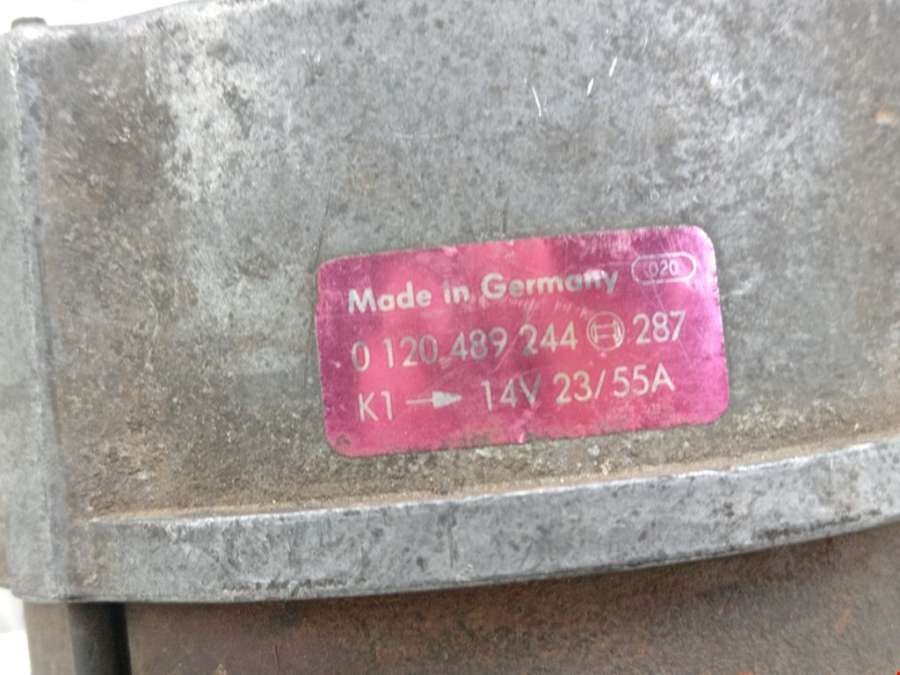 Made in Germany 020
0 120 489 244 287
K1 14V 23/55A